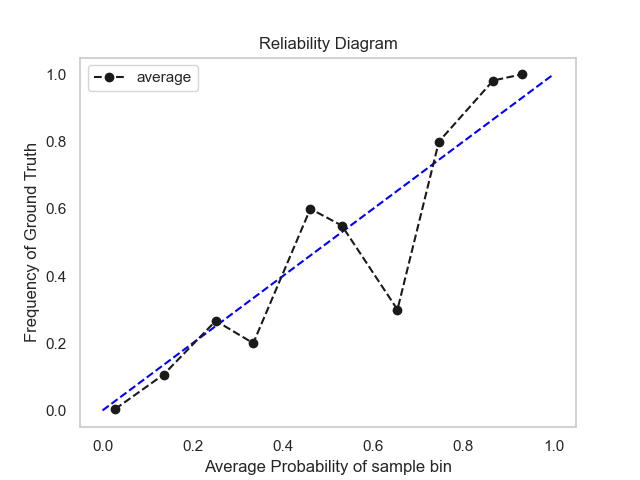 Reliability Diagram
average
Frequency of Ground Truth
1.0
0.8
0.6
0.4
0.2
0.0
0.0 0.2 0.4 0.6 0.8 1.0
Average Probability of sample bin